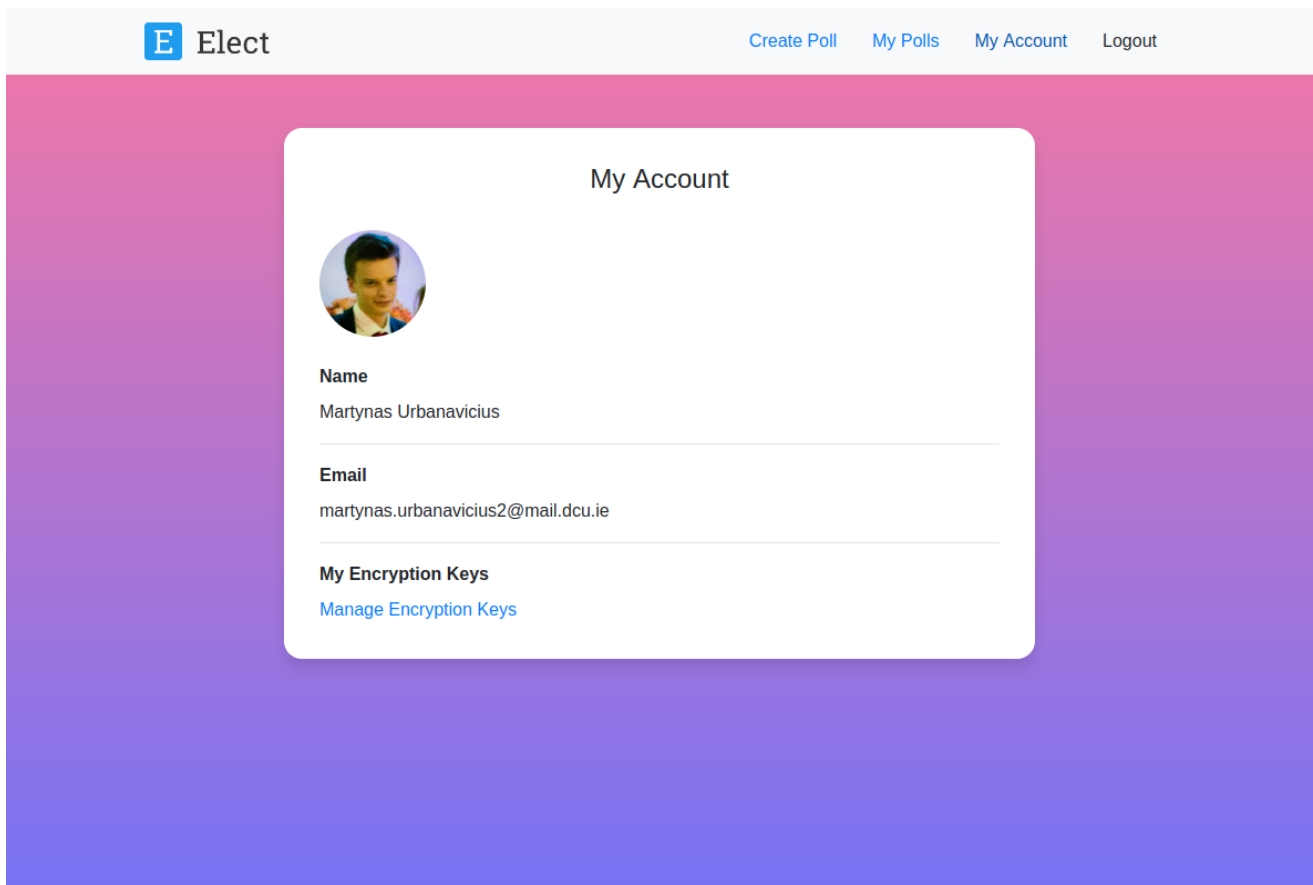 E Elect Create Poll My Polls My Account Logout
My Account
Name
Martynas Urbanavicius
Email
martynas.urbanavicius2@mail.dcu.ie
My Encryption Keys
Manage Encryption Keys